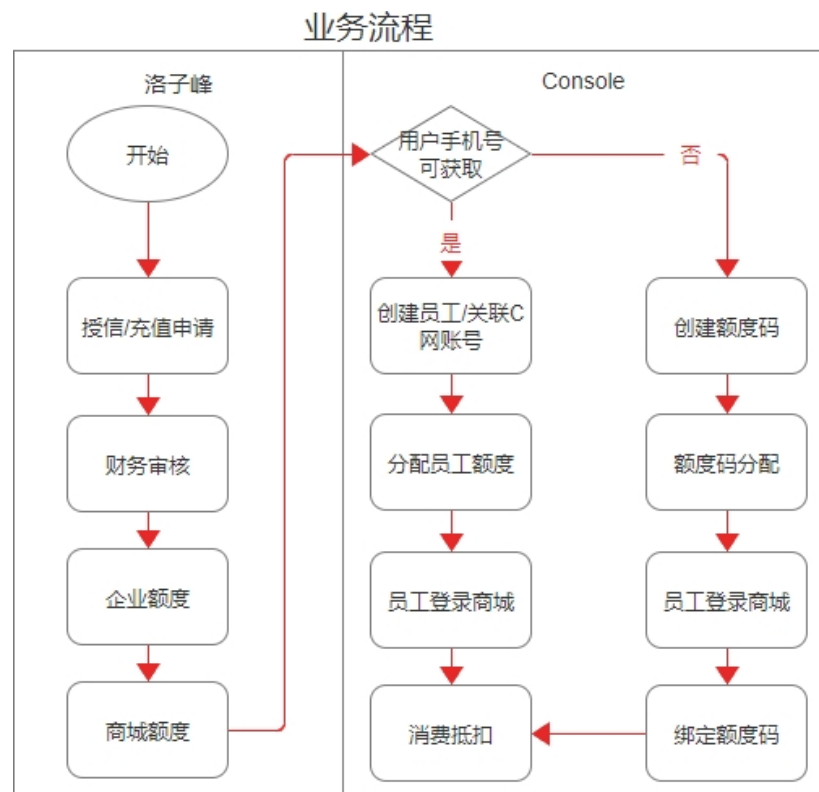 业务流程
洛子峰
Console
开始
用户手机号
可获取
否
是
授信/充值申请
创建员工/关联C
网账号
创建额度码
财务审核
分配员工额度
额度码分配
企业额度
员工登录商城
员工登录商城
商城额度
消费抵扣
绑定额度码